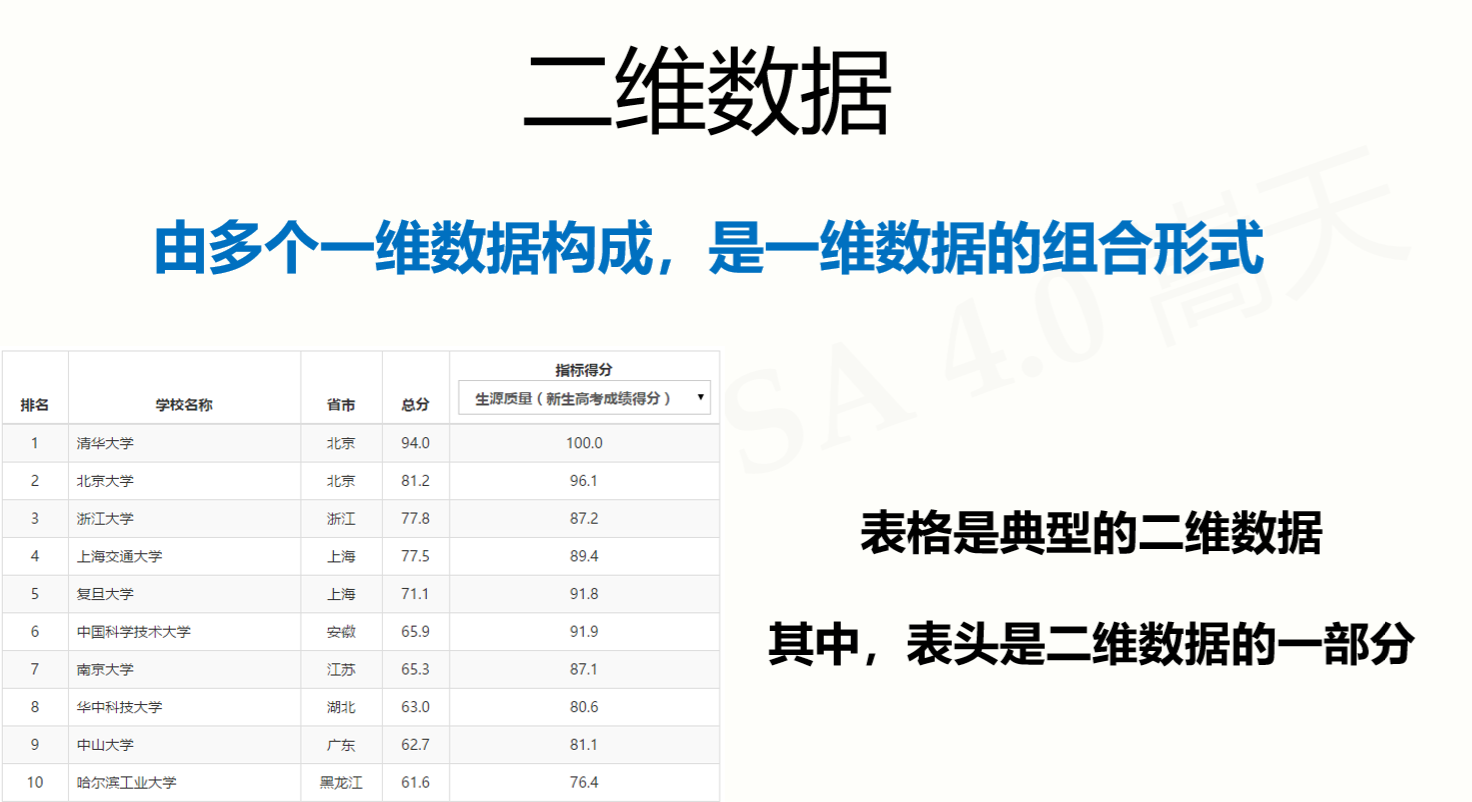 二维数据
由多个一维数据构成，是一维数据的组合形式
指标得分
排名 学校名称 省市 总分 生源质量（新生高考成绩得分）
1 清华大学 北京 94.0 100.0
2 北京大学 北京 81.2 96.1
3 浙江大学 浙江 77.8 87.2
4 上海交通大学 上海 77.5 89.4
5 复旦大学 上海 71.1 91.8
6 中国科学技术大学 安徽 65.9 91.9
7 南京大学 江苏 65.3 87.1
8 华中科技大学 湖北 63.0 80.6
9 中山大学 广东 62.7 81.1
10 哈尔滨工业大学 黑龙江 61.6 76.4
表格是典型的二维数据
其中，表头是二维数据的一部分
SA 4.0 嵩天